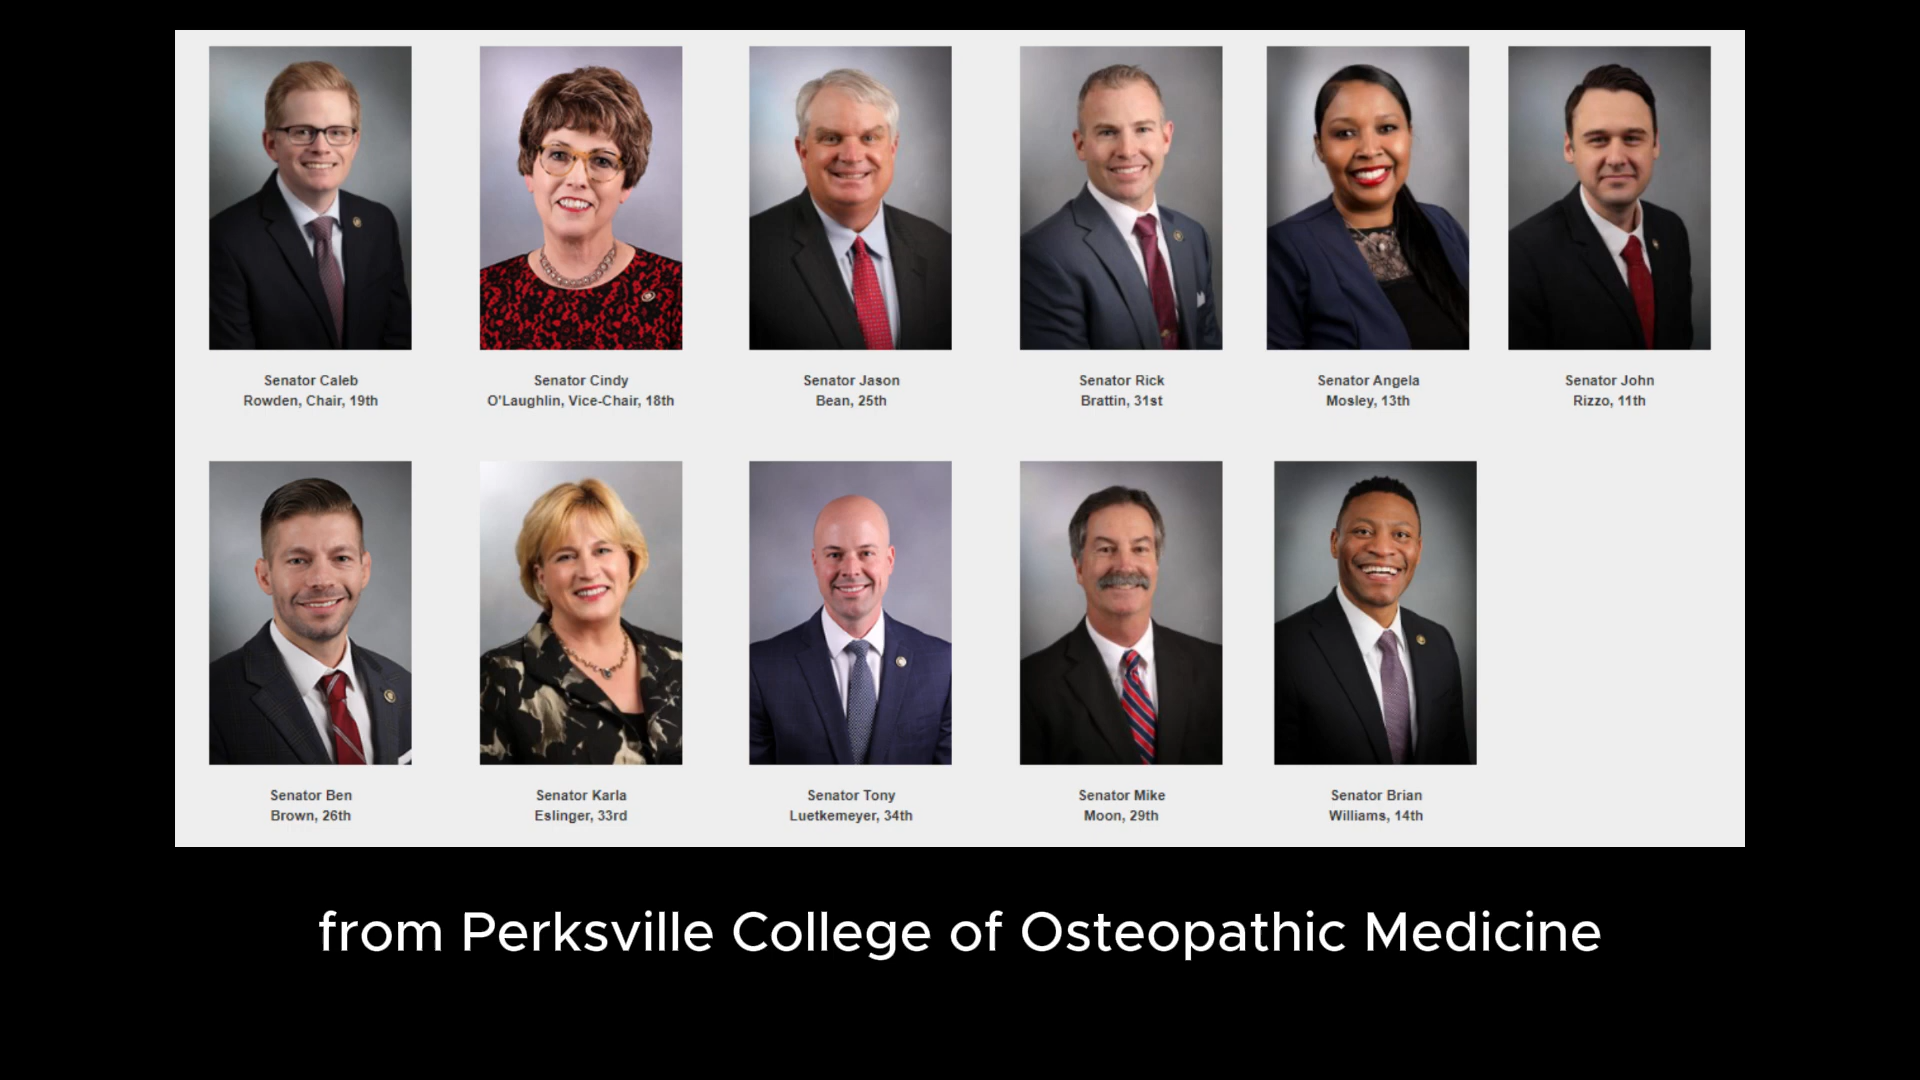 Senator Caleb
Rowden, Chair, 19th
Senator Cindy
O'Laughlin, Vice-Chair, 18th
Senator Jason
Bean, 25th
Senator Rick
Brattin, 31st
Senator Angela
Mosley, 13th
Senator John
Rizzo, 11th
Senator Ben
Brown, 26th
Senator Karla
Eslinger, 33rd
Senator Tony
Luetkemeyer, 34th
Senator Mike
Moon, 29th
Senator Brian
Williams, 14th
from Perksville College of Osteopathic Medicine